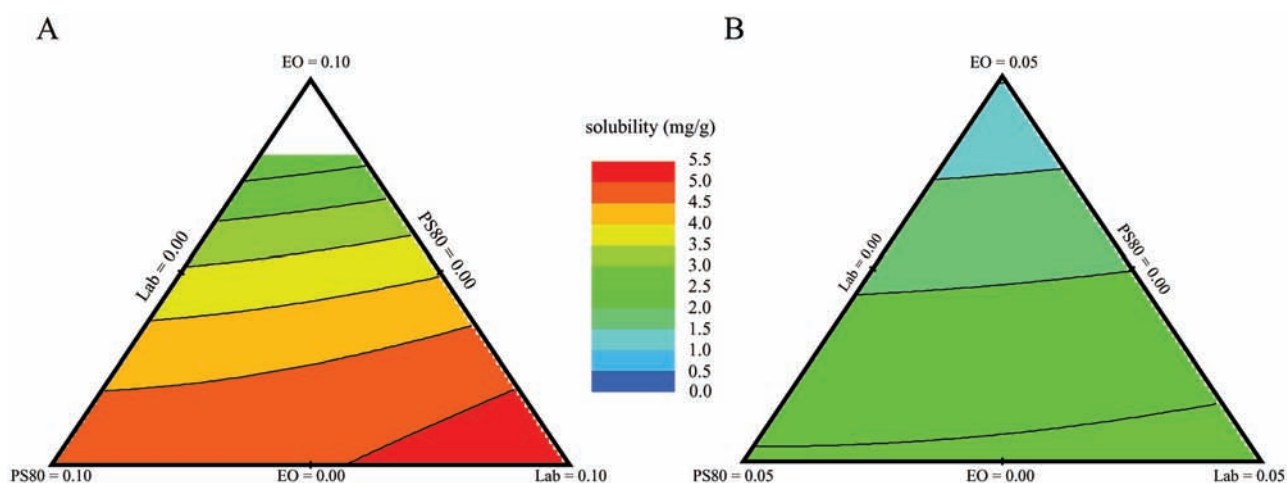 A
EO = 0.10
Lab = 0.00
PS80 = 0.00
PS80 = 0.10
EO = 0.00
Lab = 0.10
solubility (mg/g)
5.5
5.0
4.5
4.0
3.5
3.0
2.5
2.0
1.5
1.0
0.5
0.0
B
EO = 0.05
Lab = 0.00
PS80 = 0.00
PS80 = 0.05
EO = 0.00
Lab = 0.05